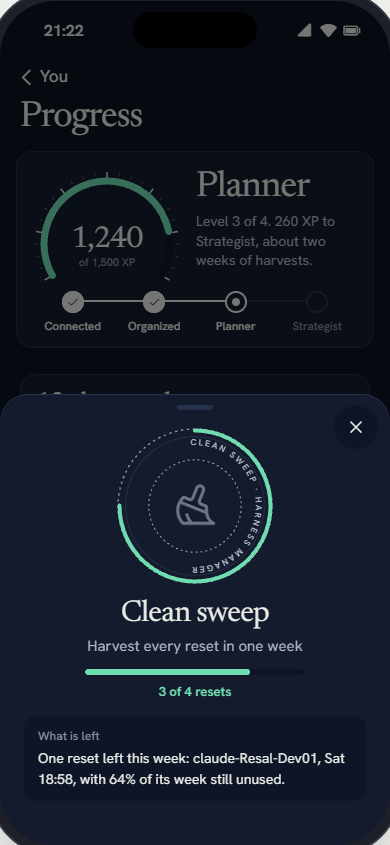 21:22
You
Progress
Planner
1,240
of 1,500 XP
Level 3 of 4. 260 XP to
Strategist, about two
weeks of harvests.
Connected
Organized
Planner
Strategist
CLEAN SWEEP · HARNESS MANAGER
Clean sweep
Harvest every reset in one week
3 of 4 resets
What is left
One reset left this week: claude-Resal-Dev01, Sat
18:58, with 64% of its week still unused.